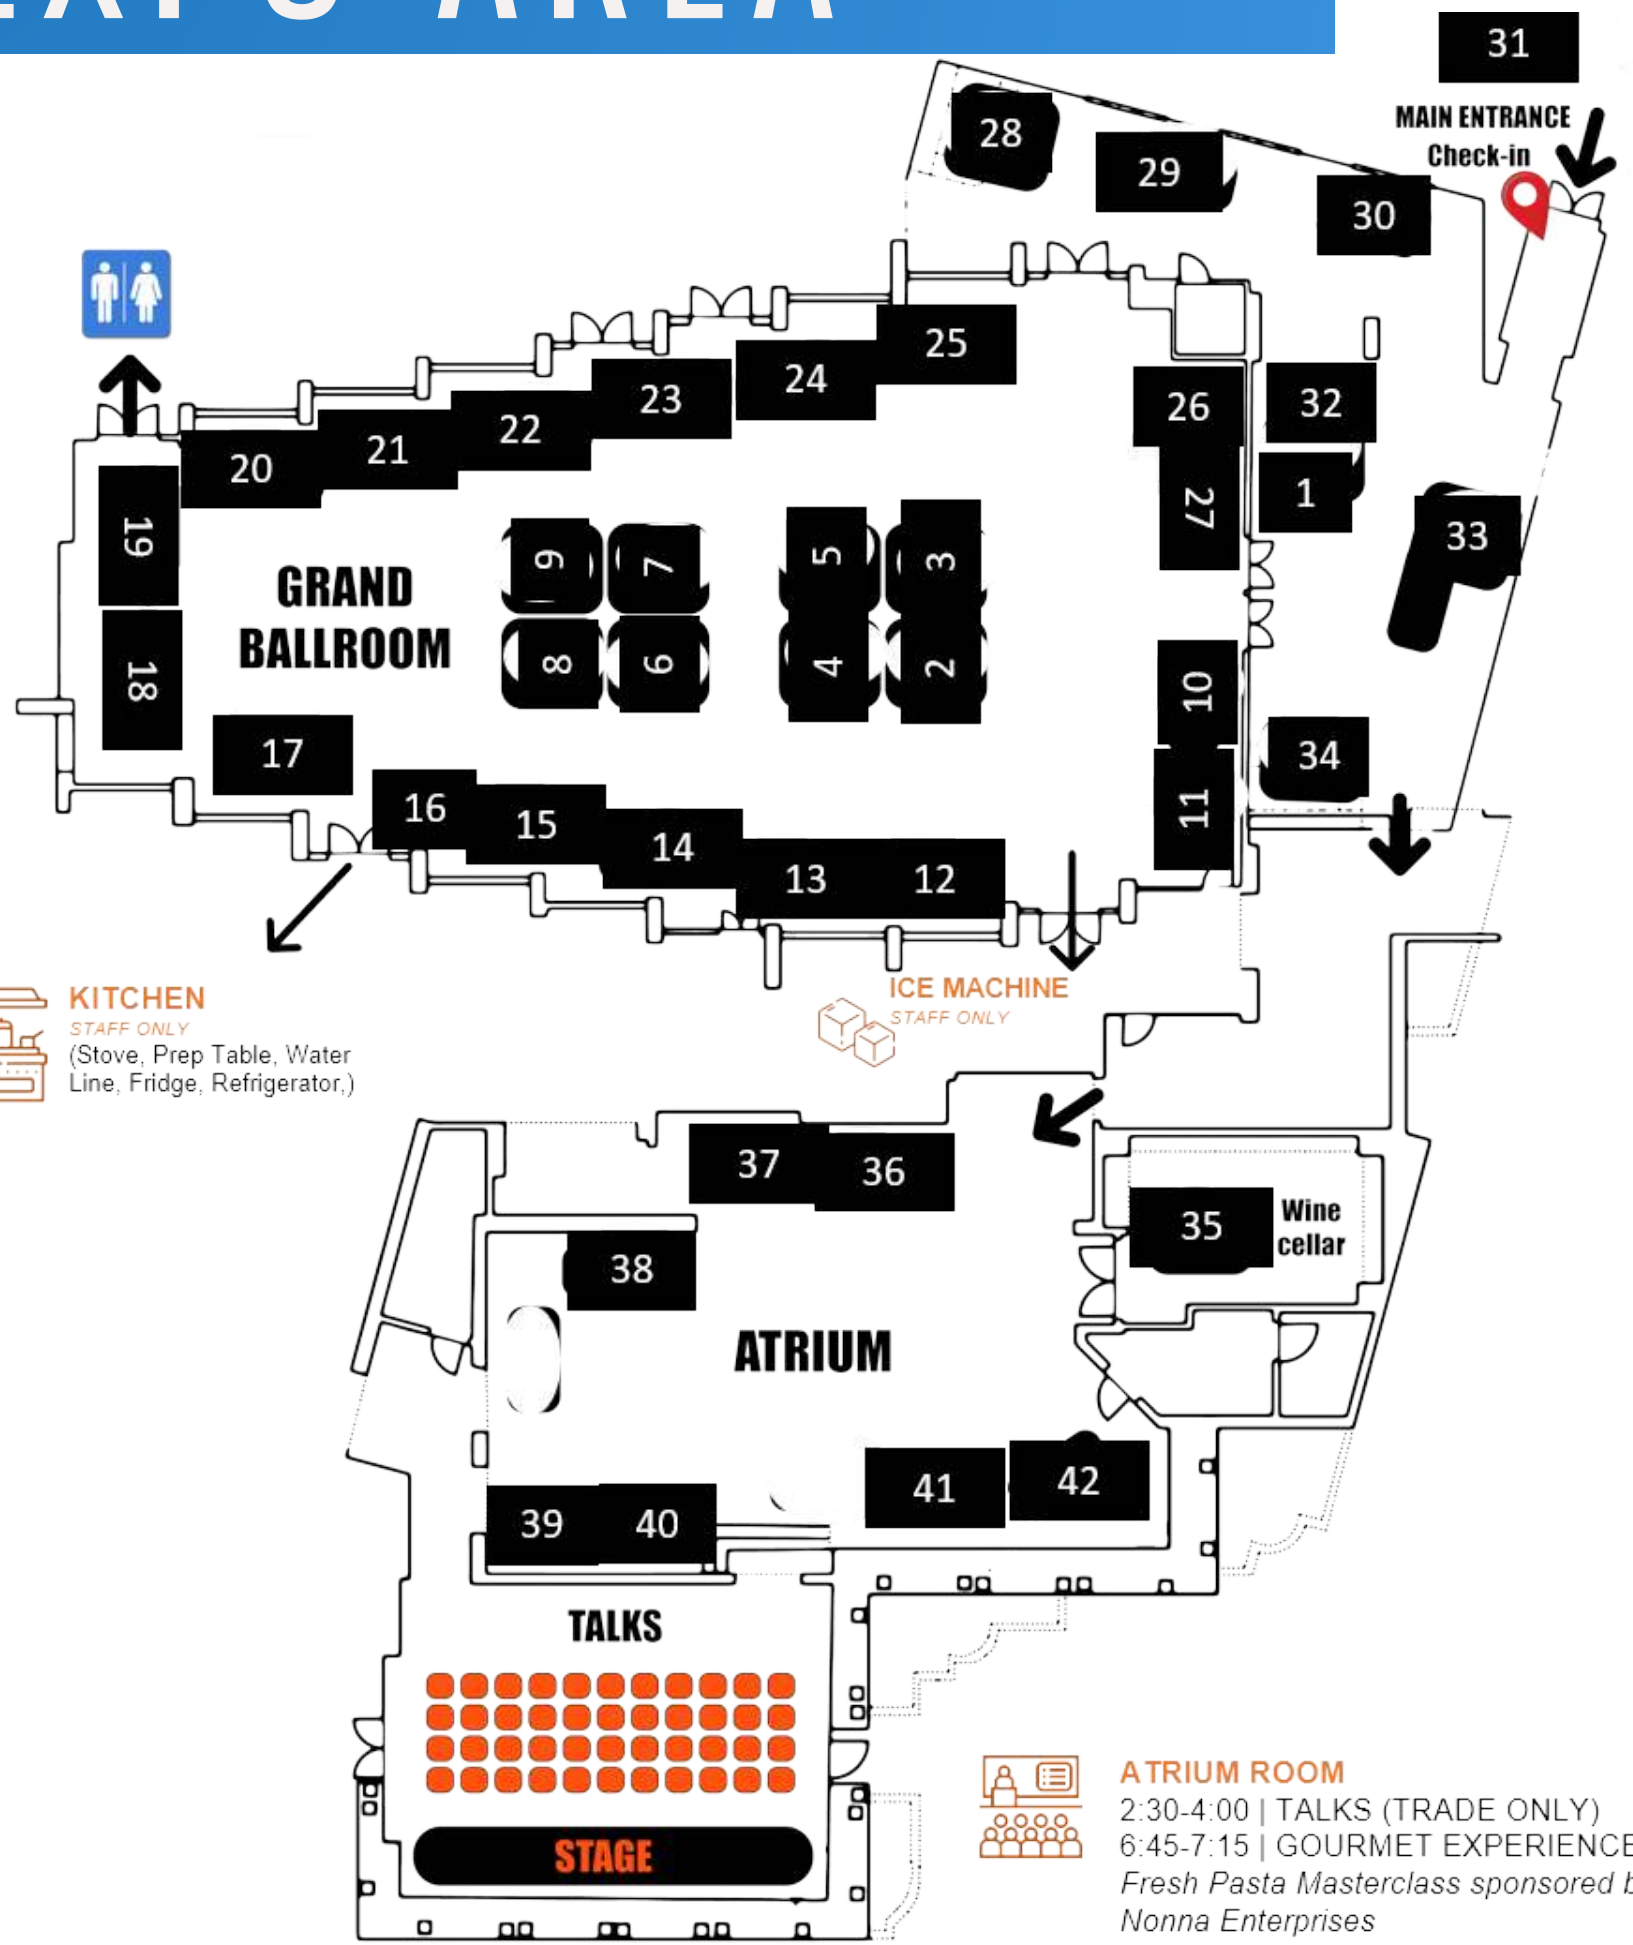 EXPO AREA
31
MAIN ENTRANCE
Check-in
28
29
30
25
24
23
22
21
20
26
32
27
1
33
19
18
GRAND
BALLROOM
9
7
5
3
8
6
4
2
10
11
34
17
16
15
14
13
12
KITCHEN
STAFF ONLY
(Stove, Prep Table, Water
Line, Fridge, Refrigerator,)
ICE MACHINE
STAFF ONLY
37
36
35
Wine
cellar
38
ATRIUM
41
42
39
40
TALKS
STAGE
ATRIUM ROOM
2:30-4:00 | TALKS (TRADE ONLY)
6:45-7:15 | GOURMET EXPERIENCE
Fresh Pasta Masterclass sponsored b
Nonna Enterprises